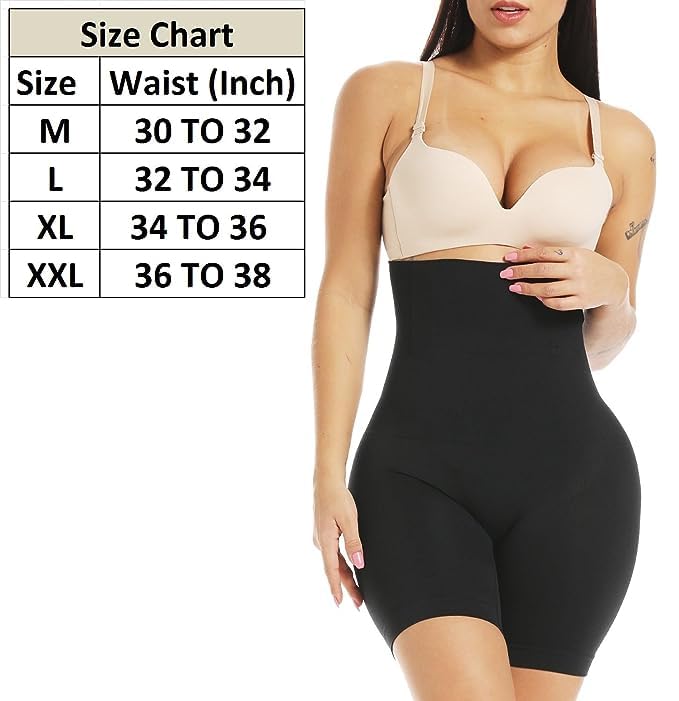 Size Chart
Size Waist (Inch)
M 30 TO 32
L 32 TO 34
XL 34 TO 36
XXL 36 TO 38